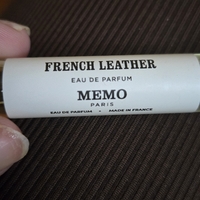 FRENCH LEATHER
EAU DE PARFUM
MEMO
PARIS
EAU DE PARFUM • MADE IN FRANCE